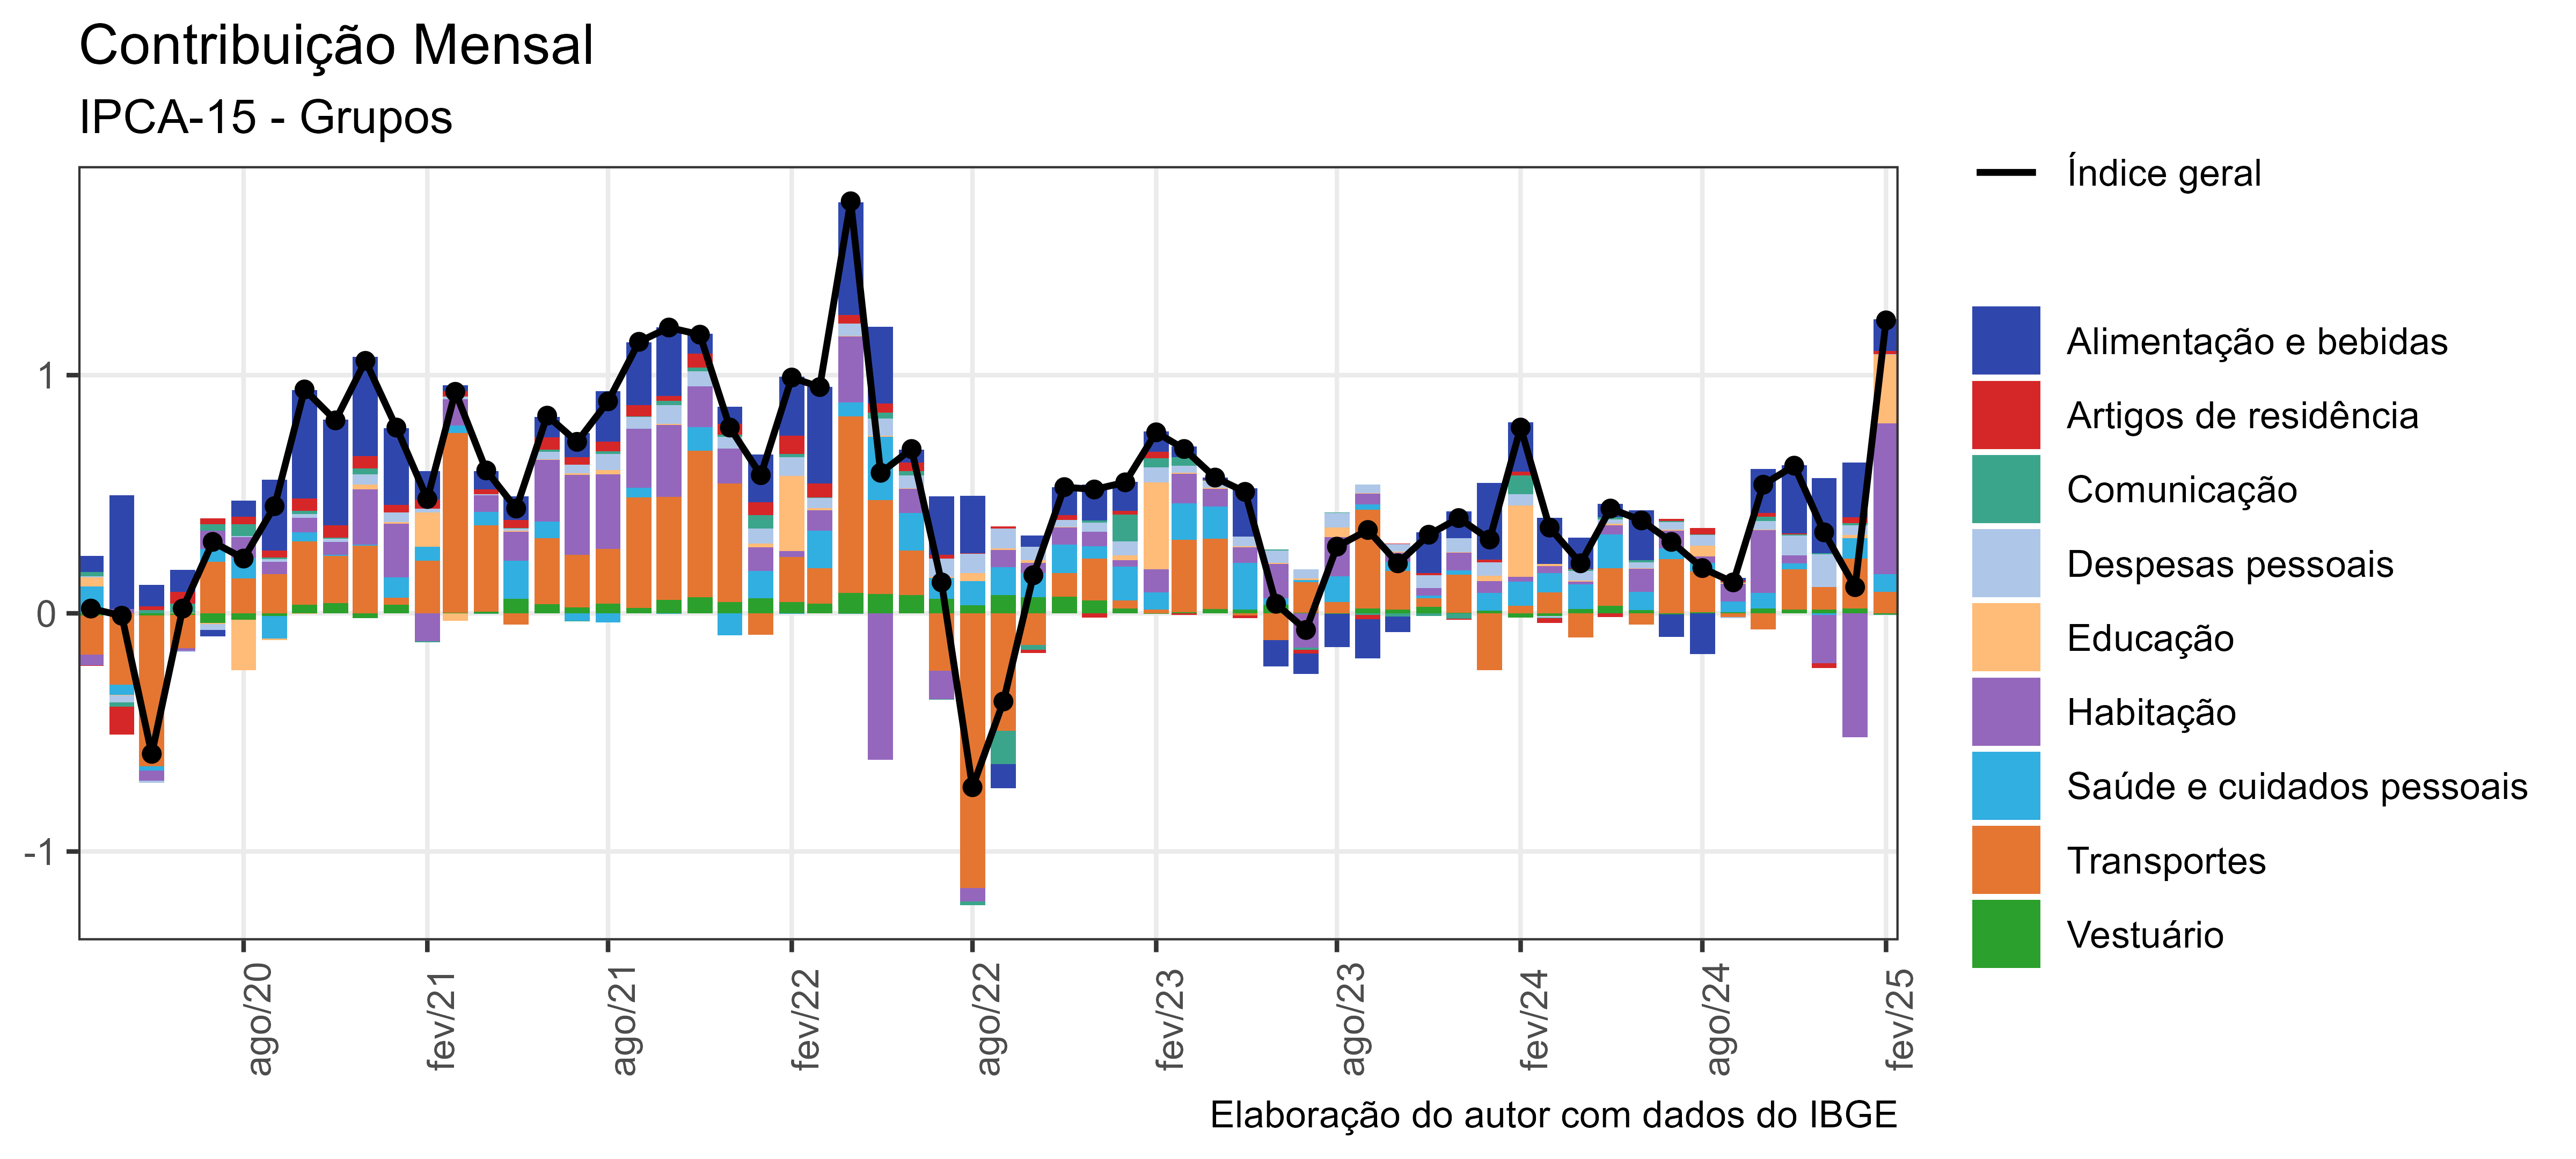 Contribuição Mensal
IPCA-15 - Grupos
1
0
-1
ago/20
fev/21
ago/21
fev/22
ago/22
fev/23
ago/23
fev/24
ago/24
fev/25
Elaboração do autor com dados do IBGE
Índice geral
Alimentação e bebidas
Artigos de residência
Comunicação
Despesas pessoais
Educação
Habitação
Saúde e cuidados pessoais
Transportes
Vestuário